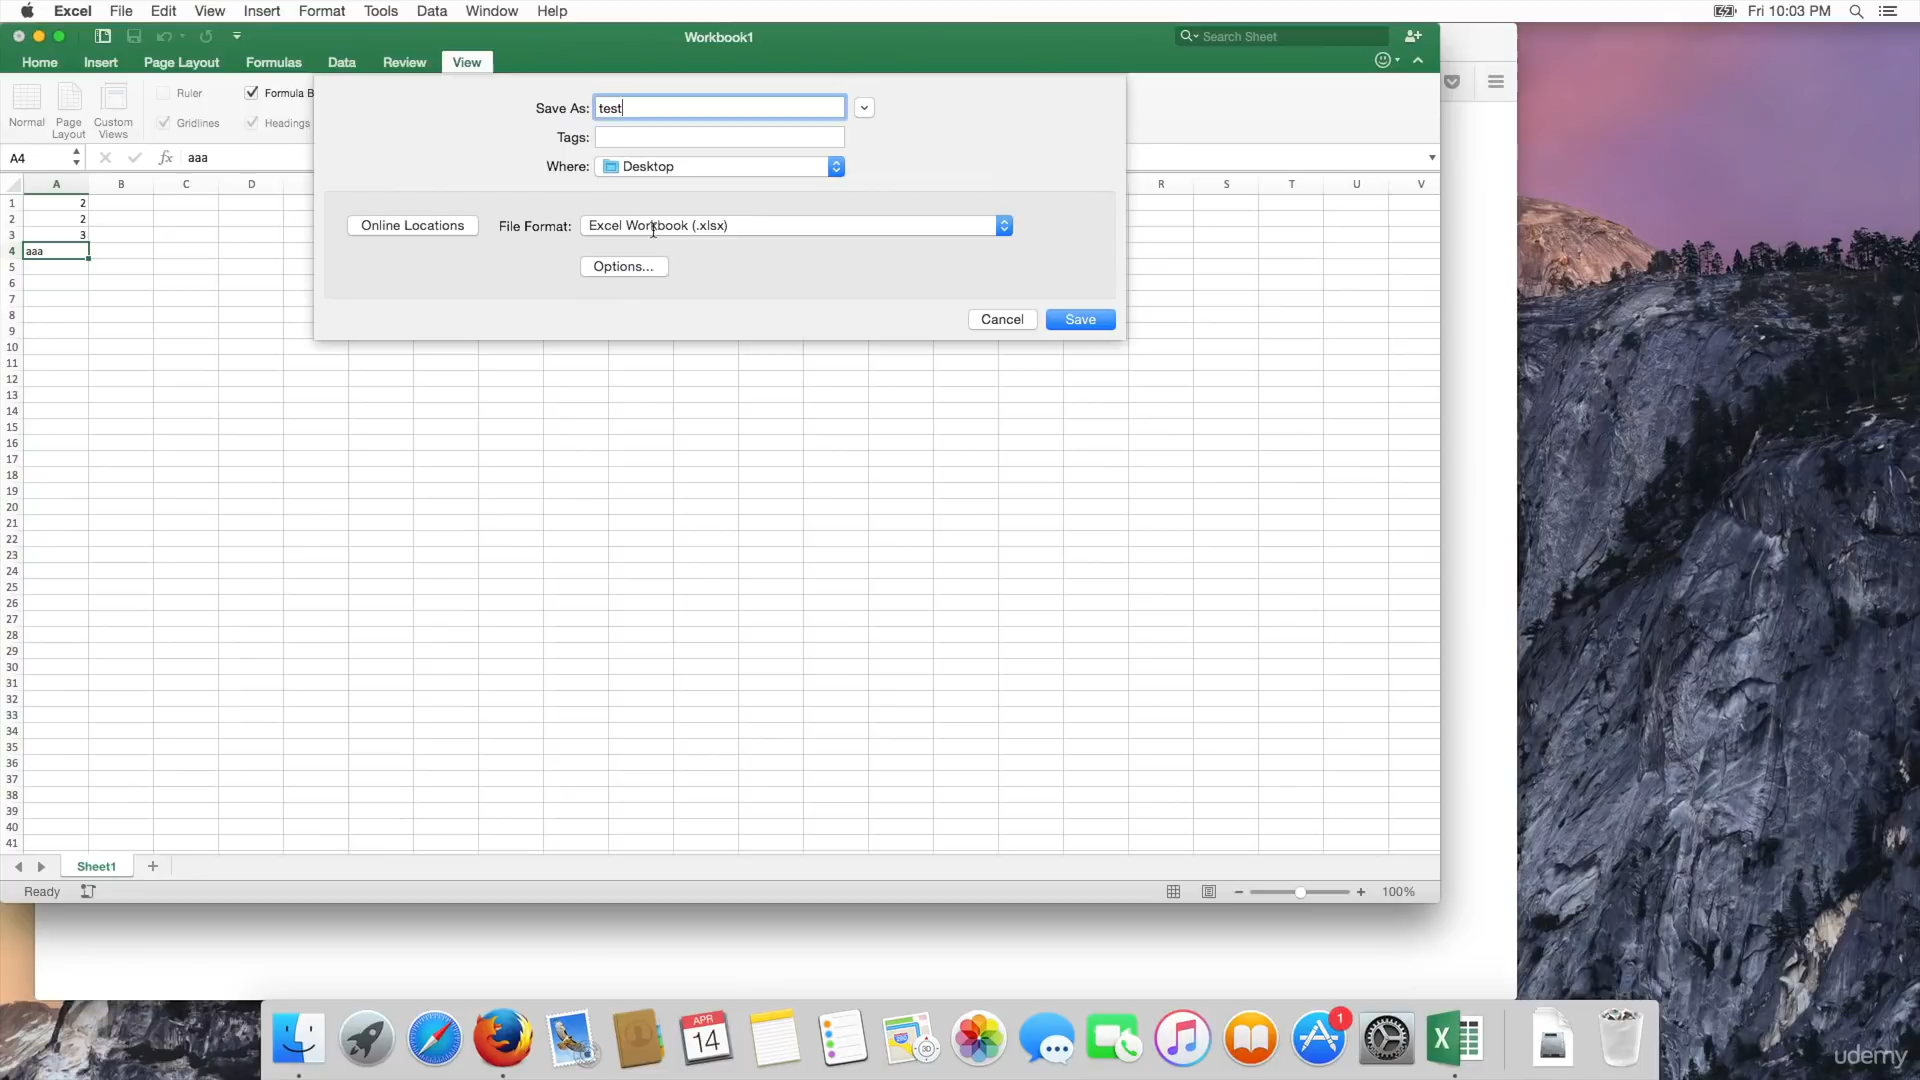 Excel File Edit View Insert Format Tools Data Window Help Fri 10:03 PM
Workbook1
Search Sheet
Home Insert Page Layout Formulas Data Review View
Ruler Formula B
Gridlines Headings
Normal Page Layout Custom Views
Save As: test
Tags:
Where: Desktop
A4 fx aaa
A B C D R S T U V
Online Locations File Format: Excel Workbook (.xlsx)
Options...
Cancel Save
1 2
2 2
3 3
4 aaa
5
6
7
8
9
10
11
12
13
14
15
16
17
18
19
20
21
22
23
24
25
26
27
28
29
30
31
32
33
34
35
36
37
38
39
40
41
Sheet1
Ready 100%
APR
14
1
udemy